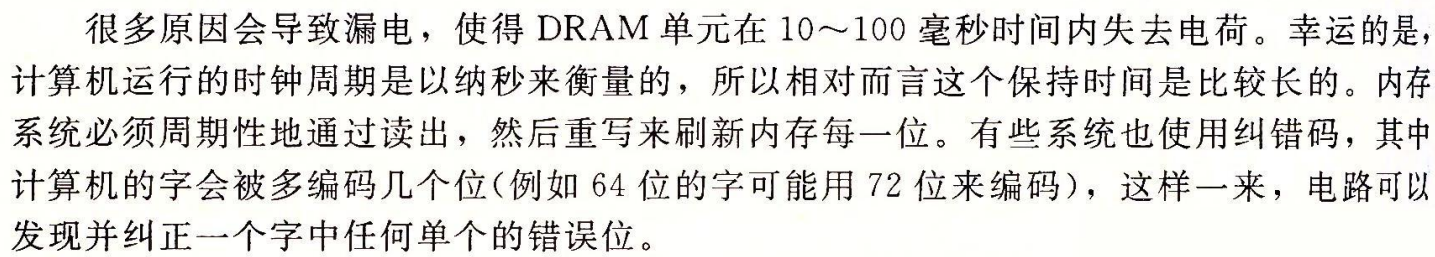 很多原因会导致漏电，使得 DRAM 单元在 10～100 毫秒时间内失去电荷。幸运的是，
计算机运行的时钟周期是以纳秒来衡量的，所以相对而言这个保持时间是比较长的。内存
系统必须周期性地通过读出，然后重写来刷新内存每一位。有些系统也使用纠错码，其中
计算机的字会被多编码几个位(例如 64 位的字可能用 72 位来编码)，这样一来，电路可以
发现并纠正一个字中任何单个的错误位。